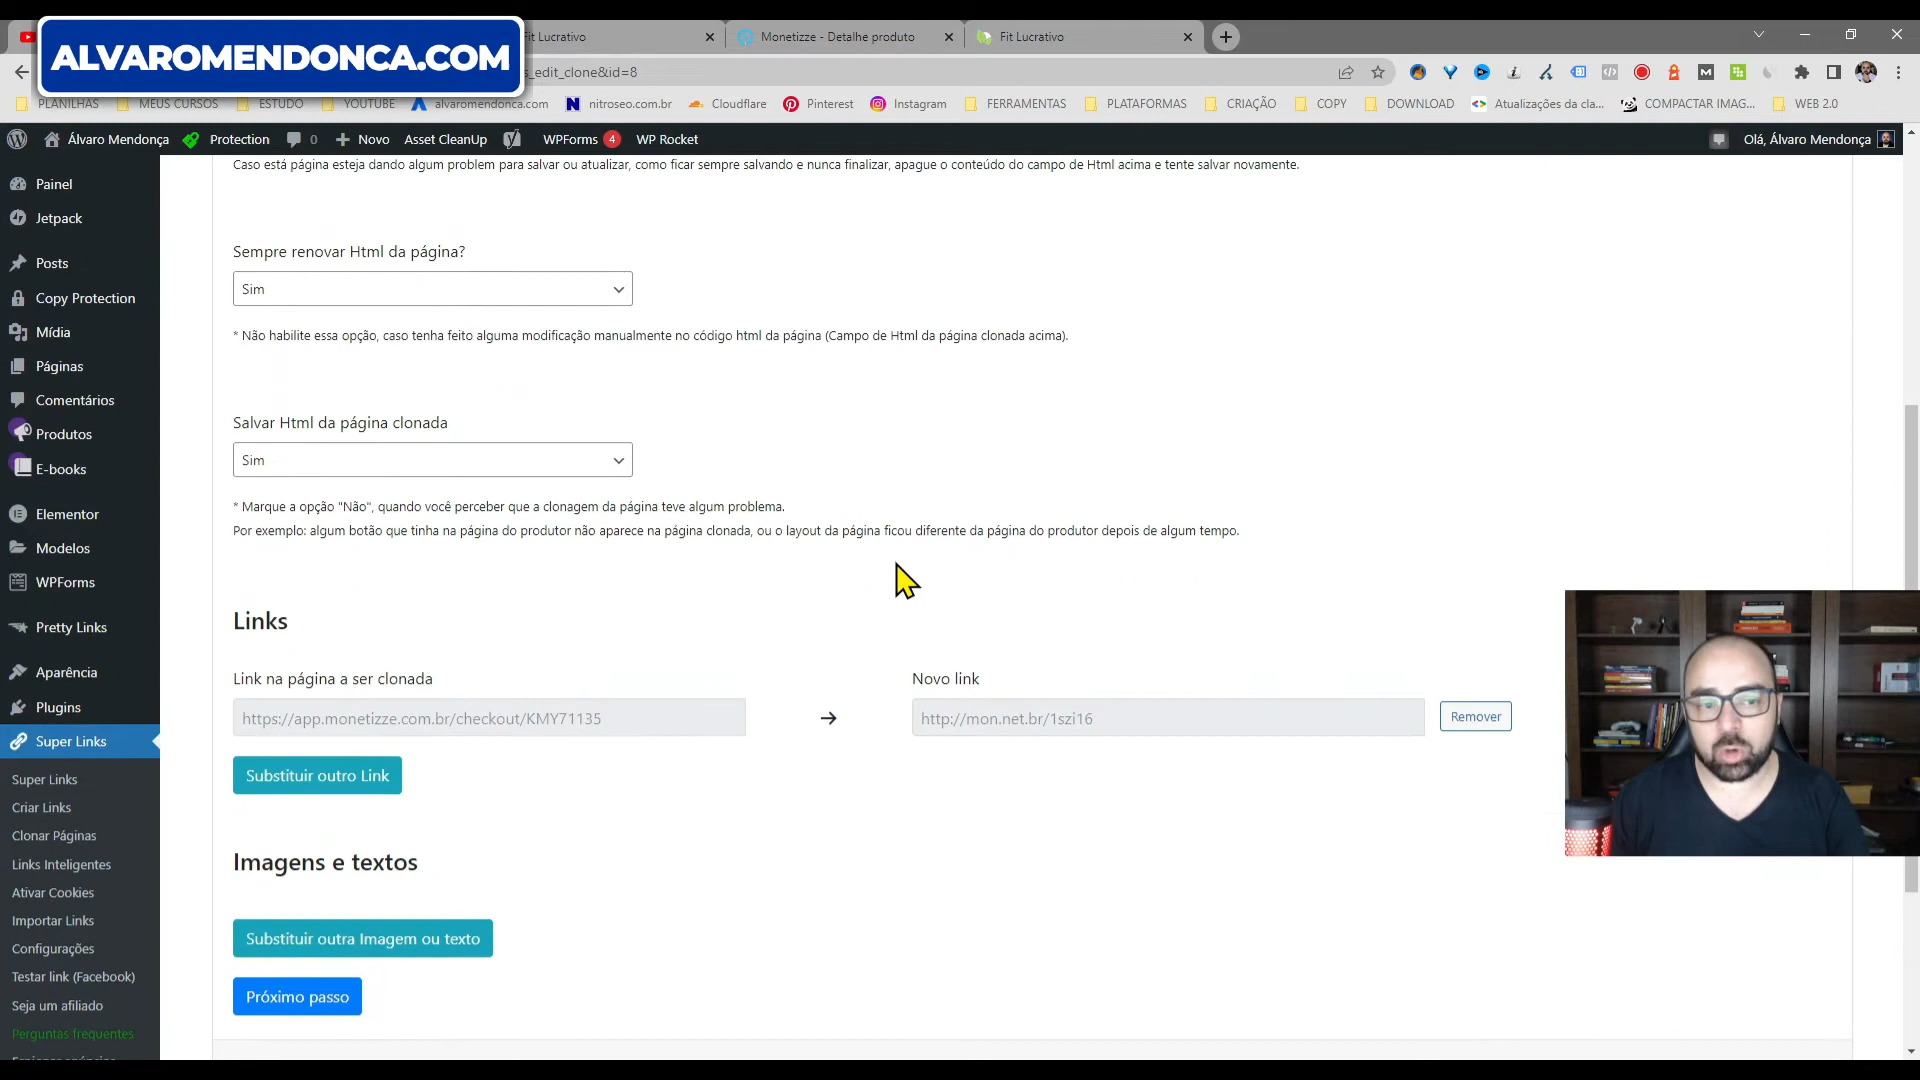 ALVAROMENDONCA.COM
Fit Lucrativo
Monetizze - Detalhe produto
Fit Lucrativo
s_edit_clone&id=8
PLANILHAS
MEUS CURSOS
ESTUDO
YOUTUBE
alvaromendonca.com
nitroseo.com.br
Cloudflare
Pinterest
Instagram
FERRAMENTAS
PLATAFORMAS
CRIAÇÃO
COPY
DOWNLOAD
Atualizações da cla...
COMPACTAR IMAG...
WEB 2.0
Álvaro Mendonça
Protection
0
Novo
Asset CleanUp
WPForms 4
WP Rocket
Olá, Álvaro Mendonça
Painel
Jetpack
Posts
Copy Protection
Mídia
Páginas
Comentários
Produtos
E-books
Elementor
Modelos
WPForms
Pretty Links
Aparência
Plugins
Super Links
Super Links
Criar Links
Clonar Páginas
Links Inteligentes
Ativar Cookies
Importar Links
Configurações
Testar link (Facebook)
Seja um afiliado
Perguntas frequentes
Caso está página esteja dando algum problem para salvar ou atualizar, como ficar sempre salvando e nunca finalizar, apague o conteúdo do campo de Html acima e tente salvar novamente.
Sempre renovar Html da página?
Sim
* Não habilite essa opção, caso tenha feito alguma modificação manualmente no código html da página (Campo de Html da página clonada acima).
Salvar Html da página clonada
Sim
* Marque a opção "Não", quando você perceber que a clonagem da página teve algum problema.
Por exemplo: algum botão que tinha na página do produtor não aparece na página clonada, ou o layout da página ficou diferente da página do produtor depois de algum tempo.
Links
Link na página a ser clonada
Novo link
https://app.monetizze.com.br/checkout/KMY71135
http://mon.net.br/1szi16
Remover
Substituir outro Link
Imagens e textos
Substituir outra Imagem ou texto
Próximo passo